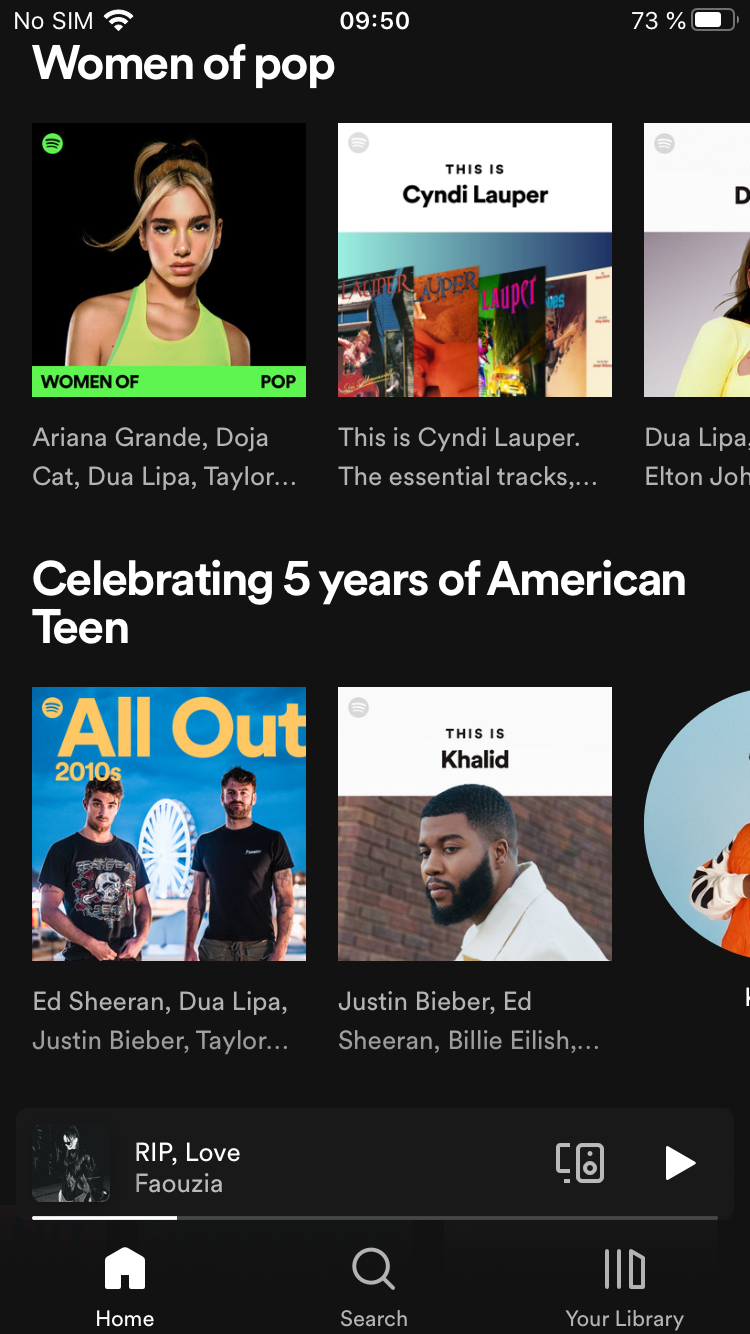 No SIM 09:50 73 %
Women of pop
THIS IS
Cyndi Lauper
D
LAUPER
LAUPER
LAUPER
WOMEN OF POP
Ariana Grande, Doja
Cat, Dua Lipa, Taylor...
This is Cyndi Lauper.
The essential tracks,...
Dua Lipa,
Elton Joh
Celebrating 5 years of American
Teen
All Out
2010s
THIS IS
Khalid
Ed Sheeran, Dua Lipa,
Justin Bieber, Taylor...
Justin Bieber, Ed
Sheeran, Billie Eilish,...
RIP, Love
Faouzia
Home Search Your Library